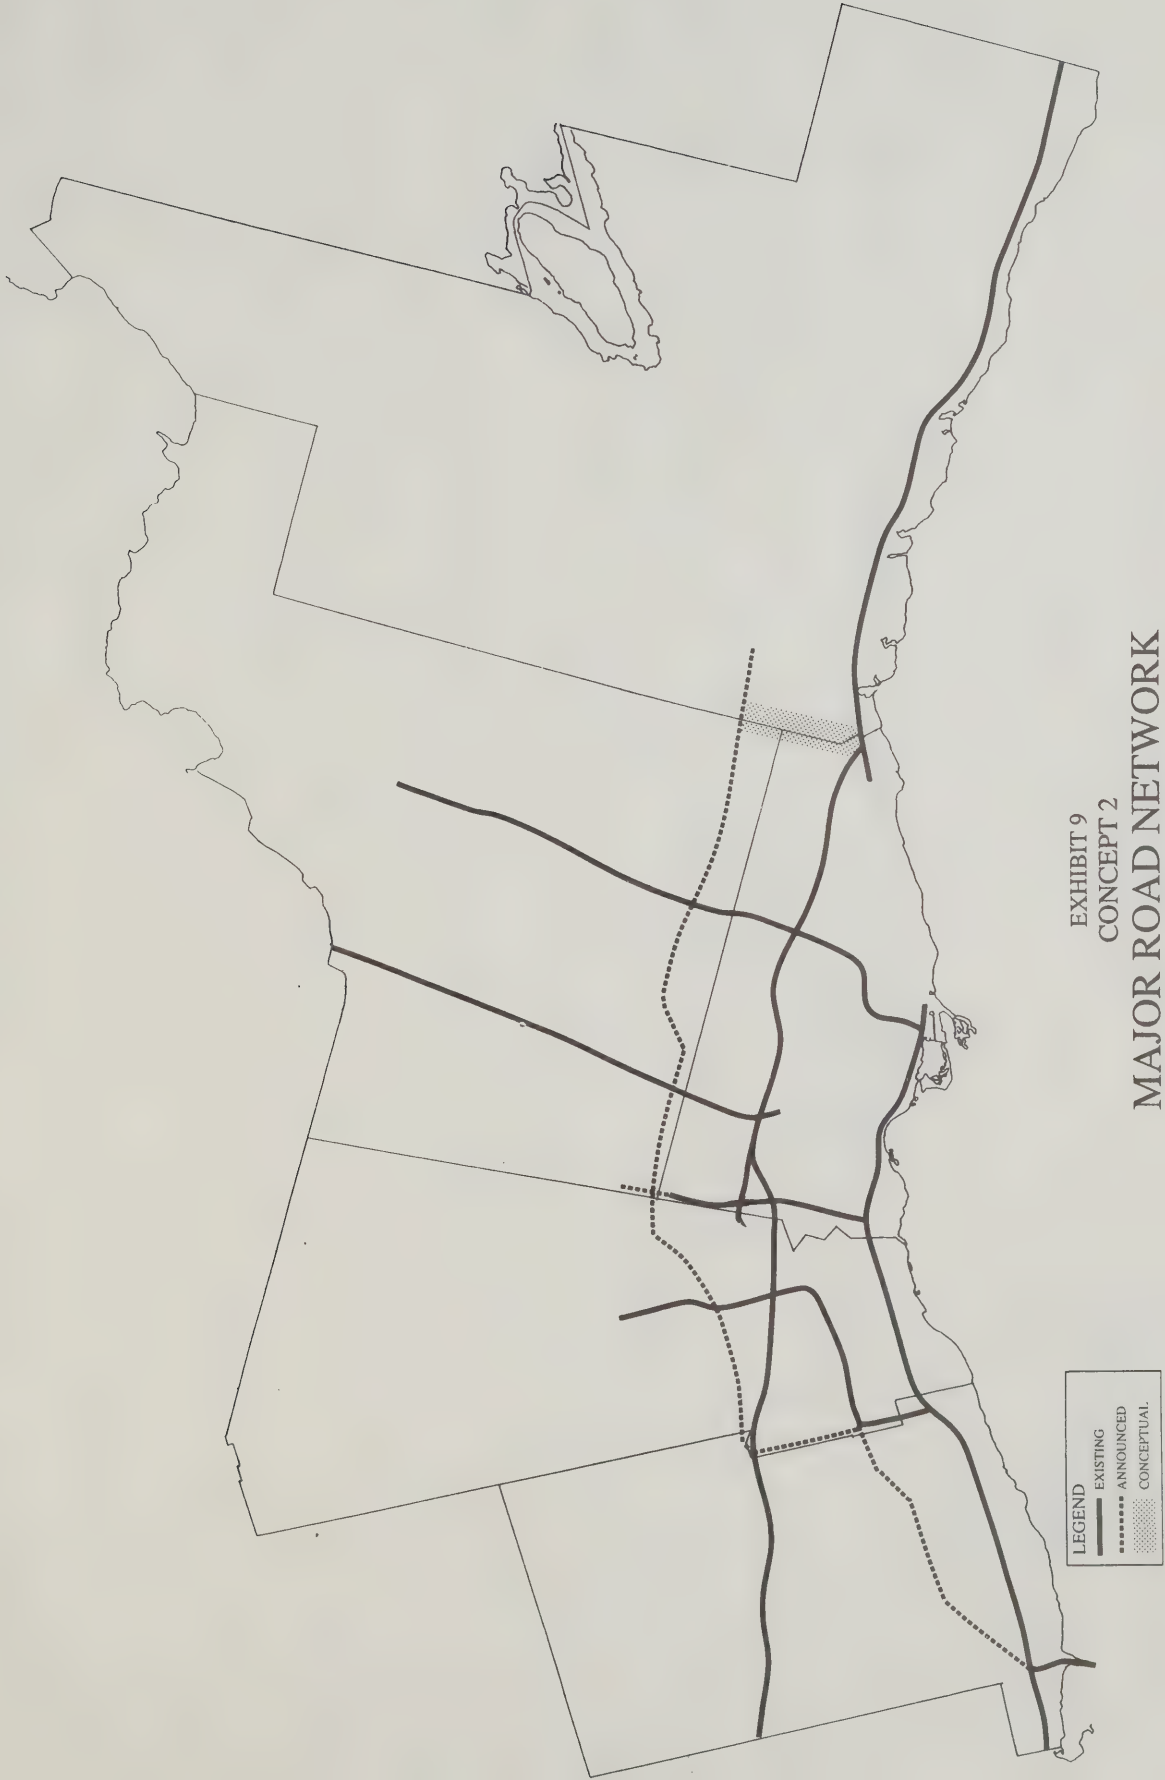 EXHIBIT 9
CONCEPT 2
MAJOR ROAD NETWORK
LEGEND
EXISTING
ANNOUNCED
CONCEPTUAL